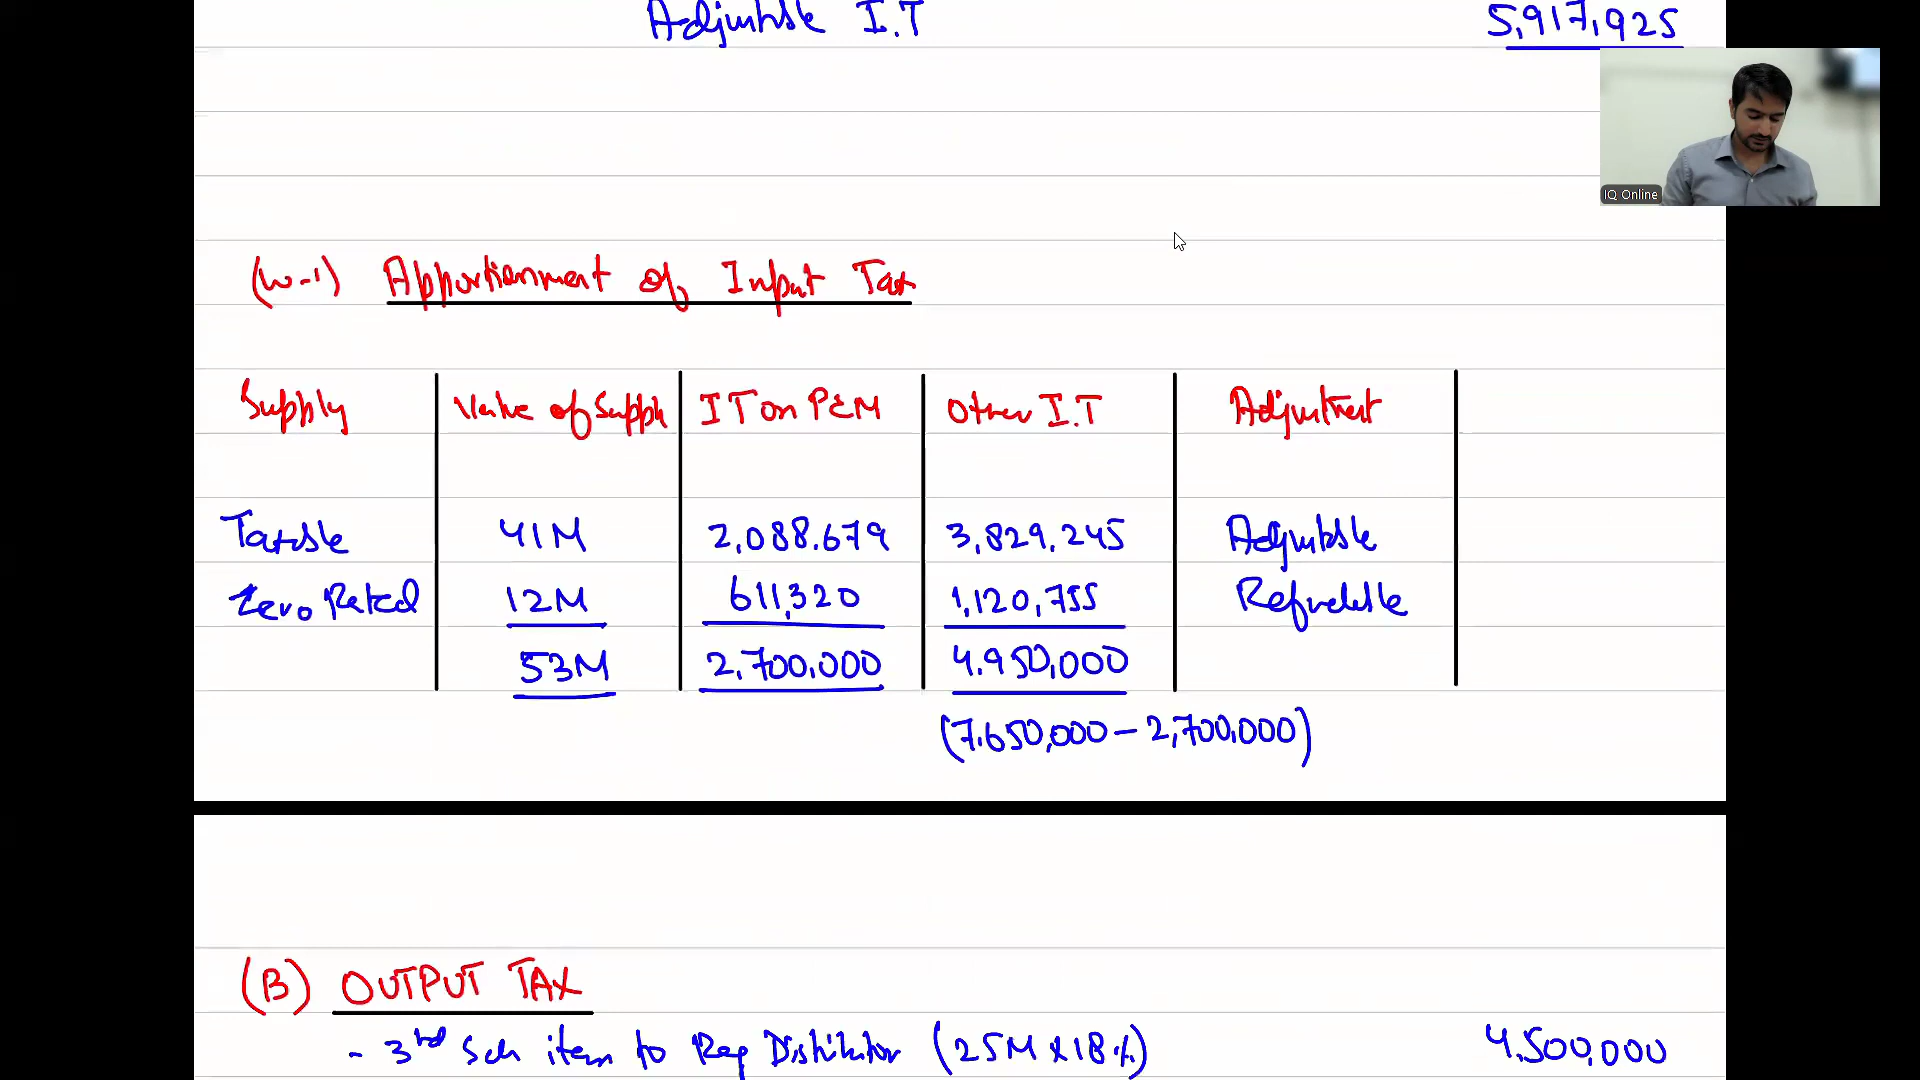 Adjustable I.T 5,917,925
IQ Online
(w-1) Apportionment of Input Tax
Supply Value of Supply IT on P&M Other I.T Adjustment
Taxable 41M 2,088,679 3,829,245 Adjustable
Zero Rated 12M 611,320 1,120,755 Refundable
53M 2,700,000 4,950,000
(7,650,000 - 2,700,000)
(B) OUTPUT TAX
- 3rd Sch item to Reg Distributor (25M x 18%) 4,500,000